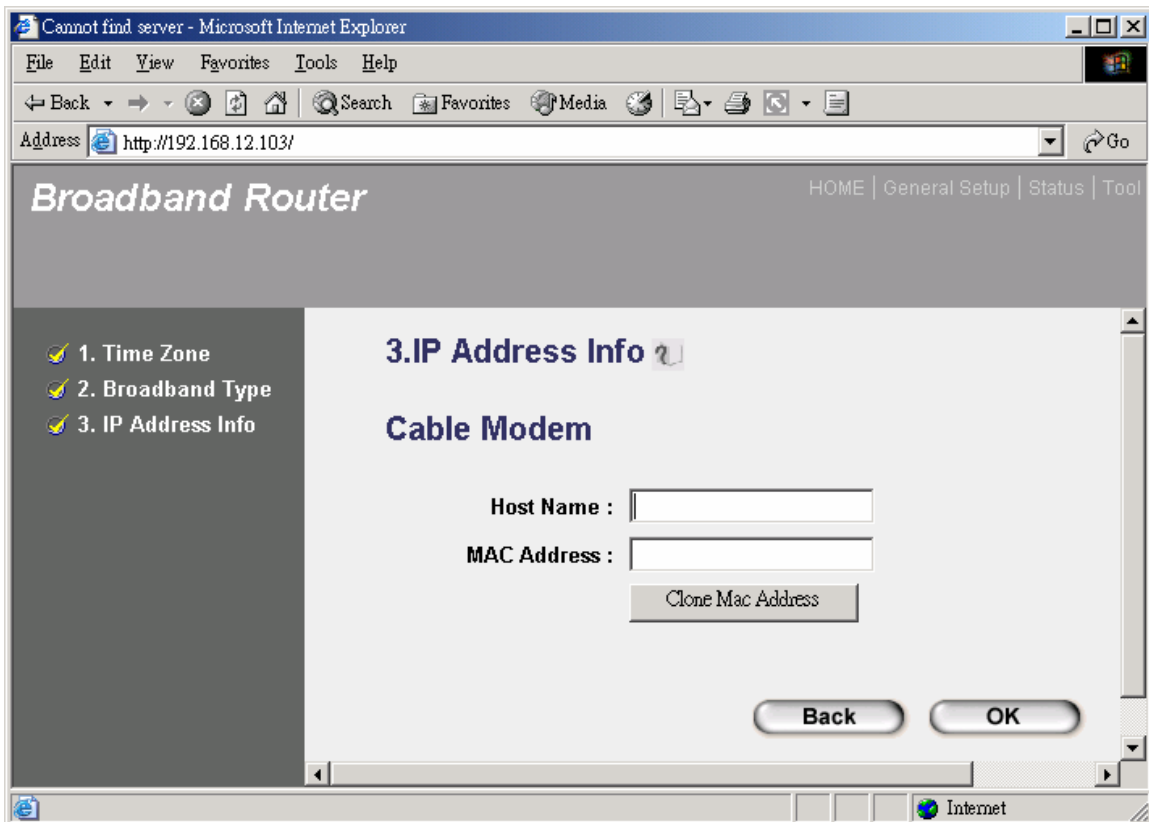 Cannot find server - Microsoft Internet Explorer
File Edit View Favorites Tools Help
Back Search Favorites Media
Address http://192.168.12.103/ Go
Broadband Router
HOME | General Setup | Status | Tool
1. Time Zone
2. Broadband Type
3. IP Address Info
3.IP Address Info
Cable Modem
Host Name :
MAC Address :
Clone Mac Address
Back OK
Internet